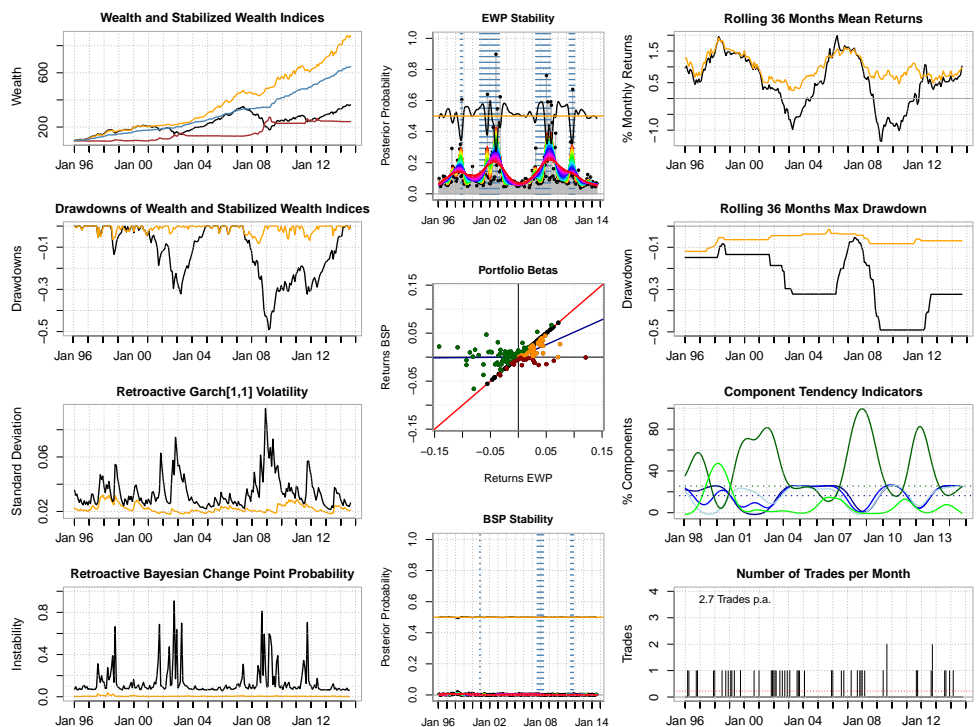 Wealth and Stabilized Wealth Indices
Wealth
600
200
Jan 96 Jan 00 Jan 04 Jan 08 Jan 12
Drawdowns of Wealth and Stabilized Wealth Indices
Drawdowns
−0.1
−0.3
−0.5
Jan 96 Jan 00 Jan 04 Jan 08 Jan 12
Retroactive Garch[1,1] Volatility
Standard Deviation
0.06
0.02
Jan 96 Jan 00 Jan 04 Jan 08 Jan 12
Retroactive Bayesian Change Point Probability
Instability
0.8
0.4
0.0
Jan 96 Jan 00 Jan 04 Jan 08 Jan 12
EWP Stability
Posterior Probability
1.0
0.8
0.6
0.4
0.2
0.0
Jan 96 Jan 02 Jan 08 Jan 14
Portfolio Betas
Returns BSP
0.15
0.05
−0.05
−0.15
−0.15 −0.05 0.05 0.15
Returns EWP
BSP Stability
Posterior Probability
1.0
0.8
0.6
0.4
0.2
0.0
Jan 96 Jan 02 Jan 08 Jan 14
Rolling 36 Months Mean Returns
% Monthly Returns
1.5
0.5
−1.0
Jan 96 Jan 00 Jan 04 Jan 08 Jan 12
Rolling 36 Months Max Drawdown
Drawdown
−0.1
−0.3
−0.5
Jan 96 Jan 00 Jan 04 Jan 08 Jan 12
Component Tendency Indicators
% Components
80
40
0
Jan 98 Jan 01 Jan 04 Jan 07 Jan 10 Jan 13
Number of Trades per Month
Trades
2.7 Trades p.a.
4
3
2
1
0
Jan 96 Jan 00 Jan 04 Jan 08 Jan 12